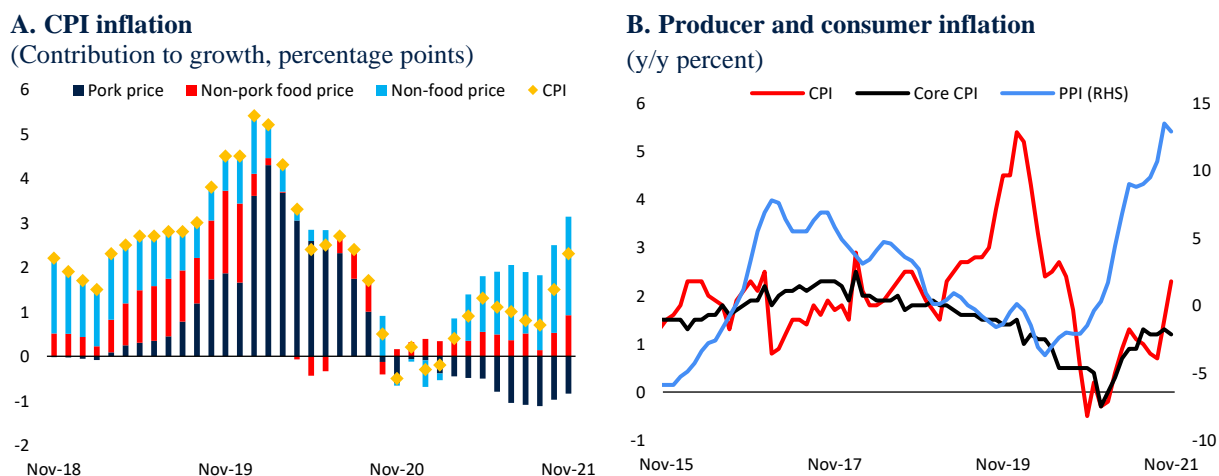 A. CPI inflation
(Contribution to growth, percentage points)
6
Pork price Non-pork food price Non-food price CPI
5
4
3
2
1
0
-1
-2
Nov-18 Nov-19 Nov-20 Nov-21
B. Producer and consumer inflation
(y/y percent)
6 15
CPI Core CPI PPI (RHS)
5
10
4
3 5
2
0
1
-5
0
-1 -10
Nov-15 Nov-17 Nov-19 Nov-21